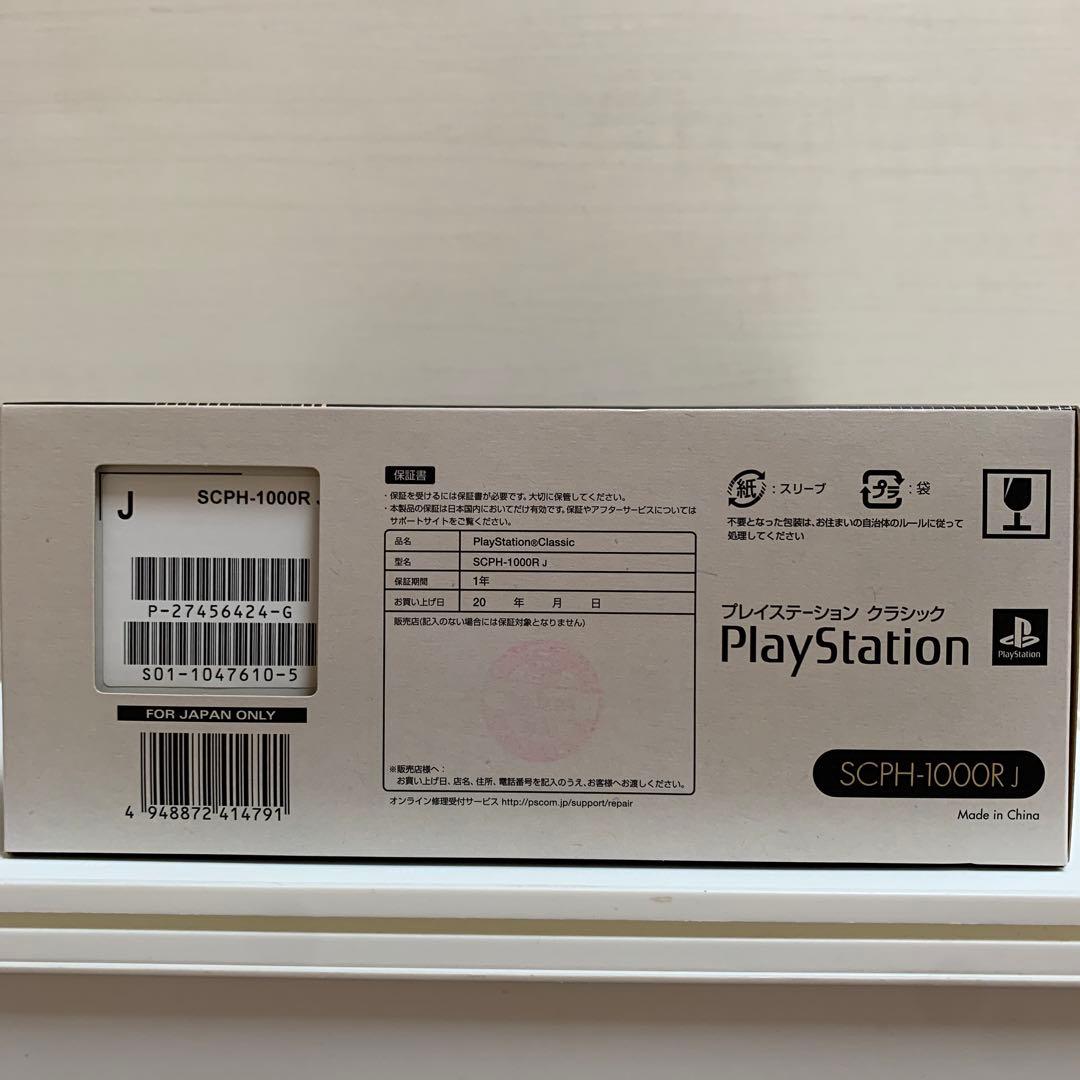 J
SCPH-1000R J
P-27456424-G
S01-1047610-5
FOR JAPAN ONLY
4 948872 414791
保証書
・保証を受けるには保証書が必要です。大切に保管してください。
・本製品の保証は日本国内においてだけ有効です。保証やアフターサービスについては
サポートサイトをご覧ください。
品名 PlayStation®Classic
型名 SCPH-1000R J
保証期間 1年
お買い上げ日 20 年 月 日
販売店(記入のない場合には保証対象となりません)
※販売店様へ:
お買い上げ日、店名、住所、電話番号を記入のうえ、お客様へお渡しください。
オンライン修理受付サービス http://pscom.jp/support/repair
紙:スリーブ
プラ:袋
不要となった包装は、お住まいの自治体のルールに従って
処理してください
プレイステーション クラシック
PlayStation
PlayStation
SCPH-1000R J
Made in China